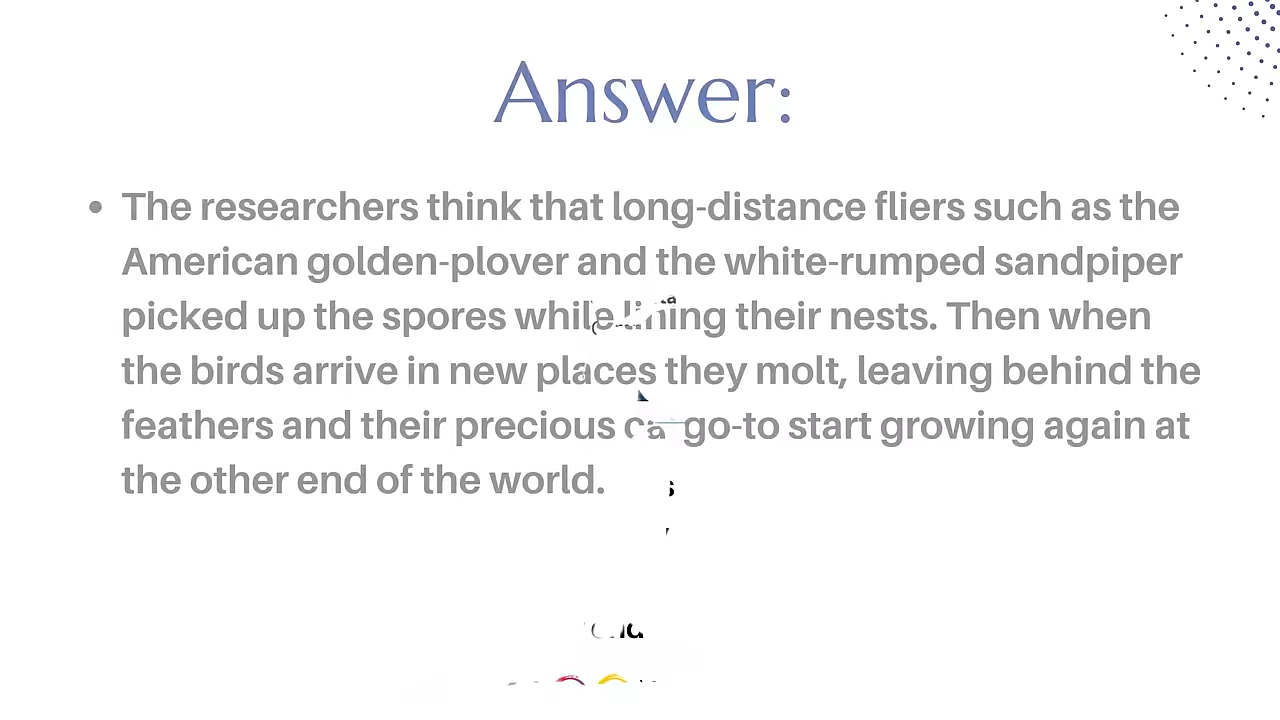 Answer:
• The researchers think that long-distance fliers such as the
American golden-plover and the white-rumped sandpiper
picked up the spores while lining their nests. Then when
the birds arrive in new places they molt, leaving behind the
feathers and their precious cargo-to start growing again at
the other end of the world.